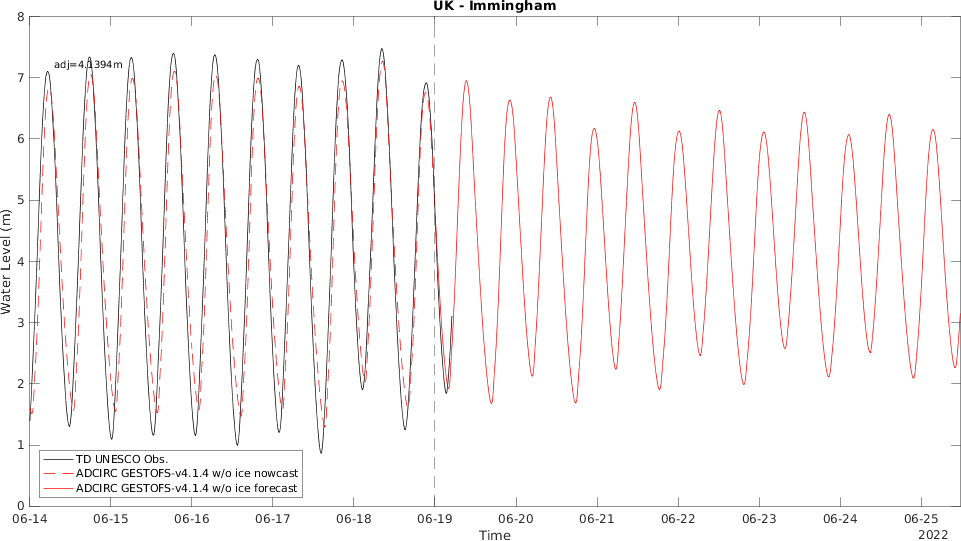 UK - Immingham
8
7
6
5
4
3
2
1
0
Water Level (m)
adj=4.1394m
TD UNESCO Obs.
ADCIRC GESTOFS-v4.1.4 w/o ice nowcast
ADCIRC GESTOFS-v4.1.4 w/o ice forecast
06-14 06-15 06-16 06-17 06-18 06-19 06-20 06-21 06-22 06-23 06-24 06-25
Time
2022